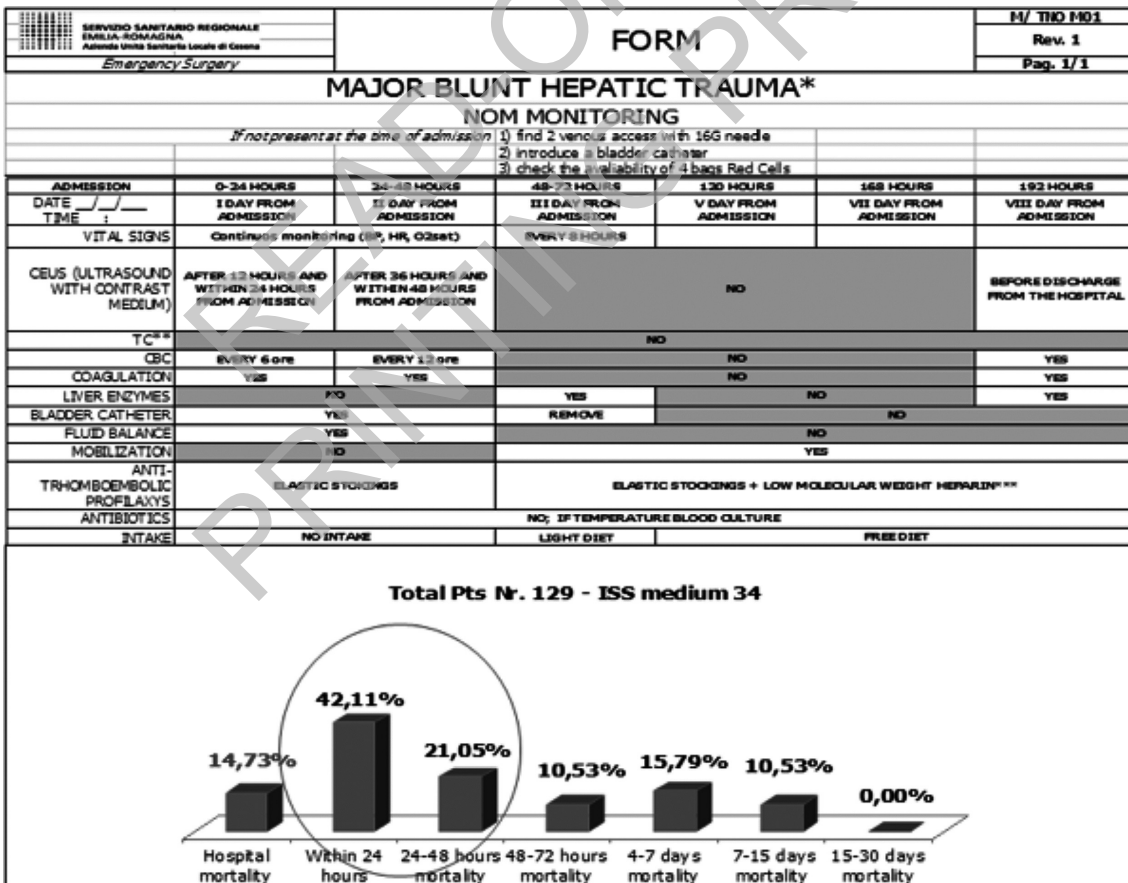 SERVIZIO SANITARIO REGIONALE
EMILIA-ROMAGNA
Azienda Unità Sanitaria Locale di Cesena
Emergency Surgery
FORM
M/ TNO M01
Rev. 1
Pag. 1/1
MAJOR BLUNT HEPATIC TRAUMA*
NOM MONITORING
If not present at the time of admission 1) find 2 venous access with 16G needle
2) introduce a bladder catheter
3) check the avaliability of 4 bags Red Cells
ADMISSION 0-24 HOURS 24-48 HOURS 48-72 HOURS 120 HOURS 168 HOURS 192 HOURS
DATE __/__/___ I DAY FROM II DAY FROM III DAY FROM V DAY FROM VII DAY FROM VIII DAY FROM
TIME : ADMISSION ADMISSION ADMISSION ADMISSION ADMISSION ADMISSION
VITAL SIGNS Continuos monitoring (BP, HR, O2sat) EVERY 8 HOURS
CEUS (ULTRASOUND AFTER 12 HOURS AND AFTER 36 HOURS AND
WITH CONTRAST WITHIN 24 HOURS WITHIN 48 HOURS NO BEFORE DISCHARGE
MEDIUM) FROM ADMISSION FROM ADMISSION FROM THE HOSPITAL
TC** NO
CBC EVERY 6 ore EVERY 12 ore NO YES
COAGULATION YES YES NO YES
LIVER ENZYMES NO YES NO YES
BLADDER CATHETER YES REMOVE NO
FLUID BALANCE YES NO
MOBILIZATION NO YES
ANTI-
TRHOMBOEMBOLIC ELASTIC STOKINGS ELASTIC STOCKINGS + LOW MOLECULAR WEIGHT HEPARIN***
PROFILAXYS
ANTIBIOTICS NO; IF TEMPERATURE BLOOD CULTURE
INTAKE NO INTAKE LIGHT DIET FREE DIET
Total Pts Nr. 129 - ISS medium 34
14,73% 42,11% 21,05% 10,53% 15,79% 10,53% 0,00%
Hospital Within 24 24-48 hours 48-72 hours 4-7 days 7-15 days 15-30 days
mortality hours mortality mortality mortality mortality mortality